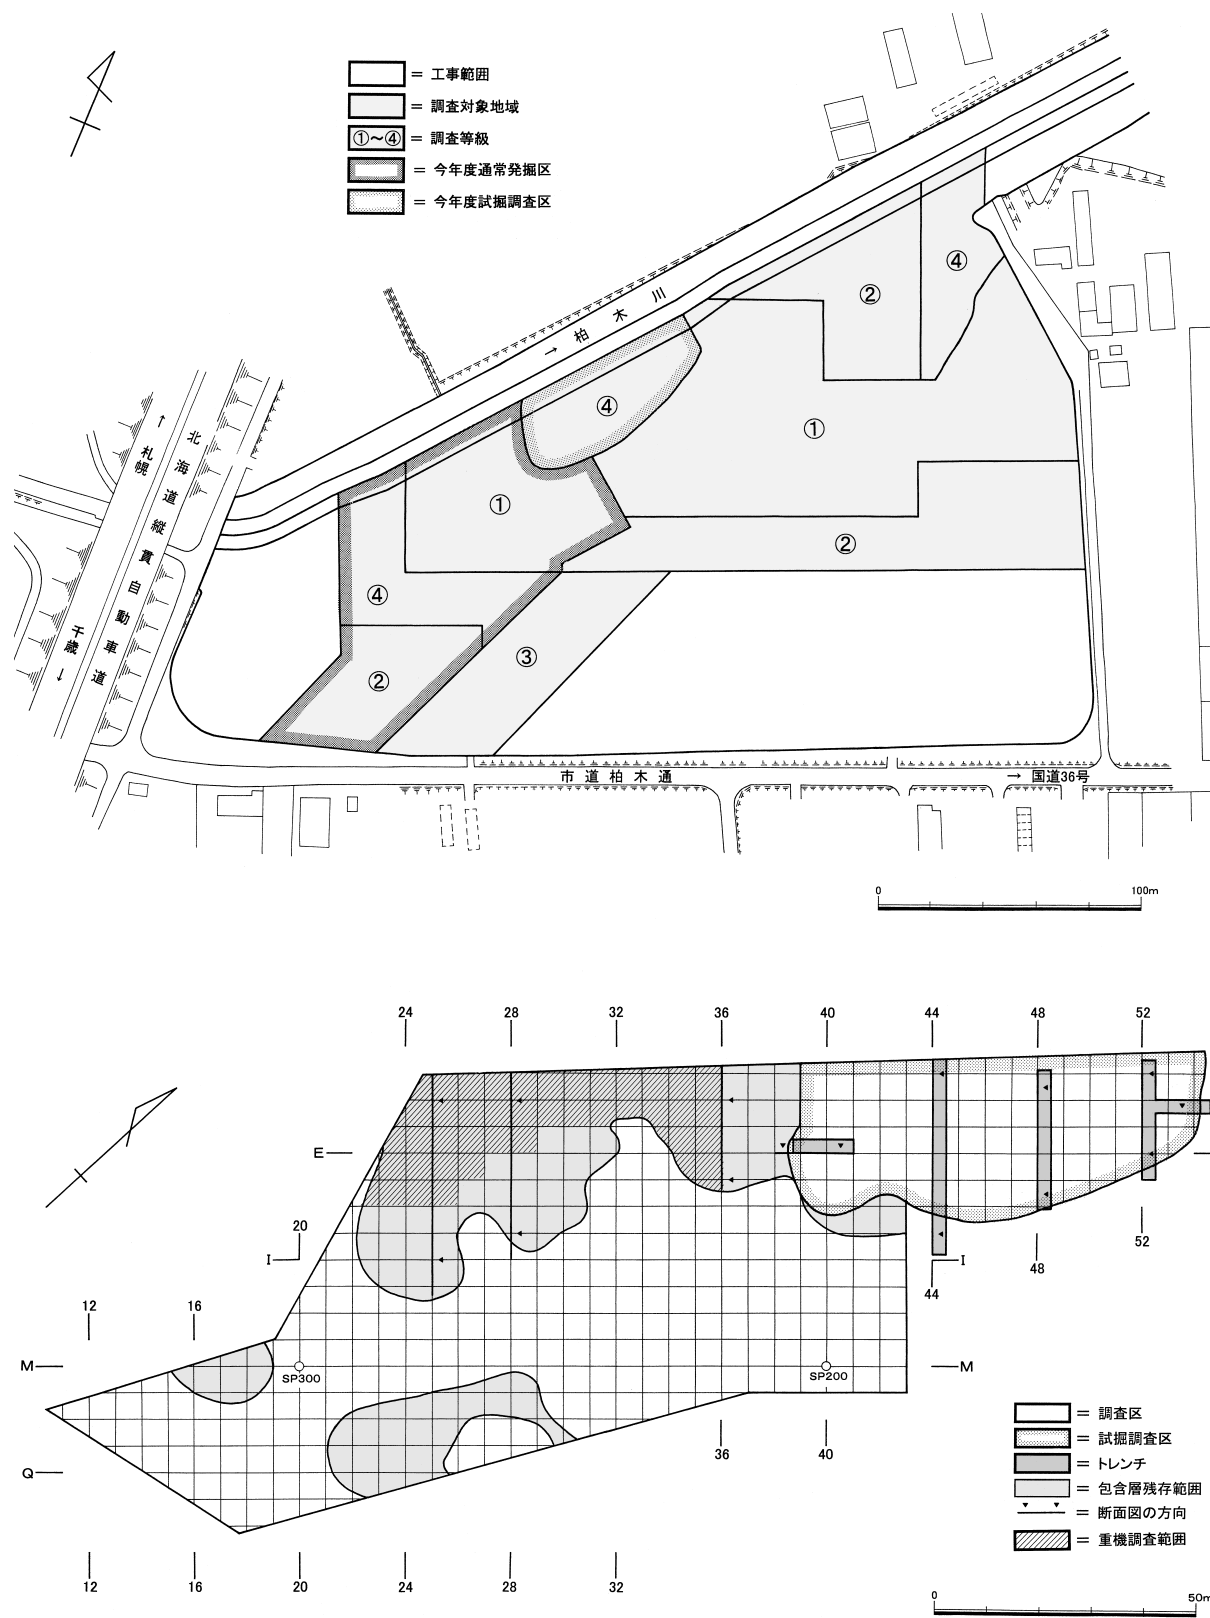 = 工事範囲
= 調査対象地域
①~④ = 調査等級
= 今年度通常発掘区
= 今年度試掘調査区
→ 柏木川
④
②
④
①
①
②
④
③
②
↑ 札幌
北海道縦貫自動車道
千歳 ↓
市道柏木通
→ 国道36号
0 100m
24 28 32 36 40 44 48 52
E
20
I
I
44 48 52
12 16
M
SP300
SP200
M
36 40
Q
12 16 20 24 28 32
= 調査区
= 試掘調査区
= トレンチ
= 包含層残存範囲
= 断面図の方向
= 重機調査範囲
0 50m